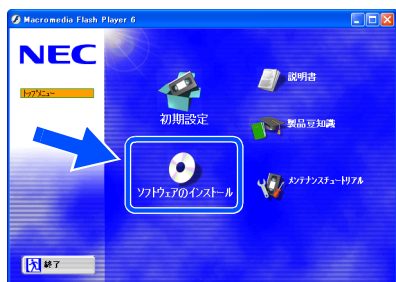 Macromedia Flash Player 6
NEC
トップメニュー
説明書
初期設定
製品豆知識
ソフトウェアのインストール
メンテナンスチュートリアル
終了